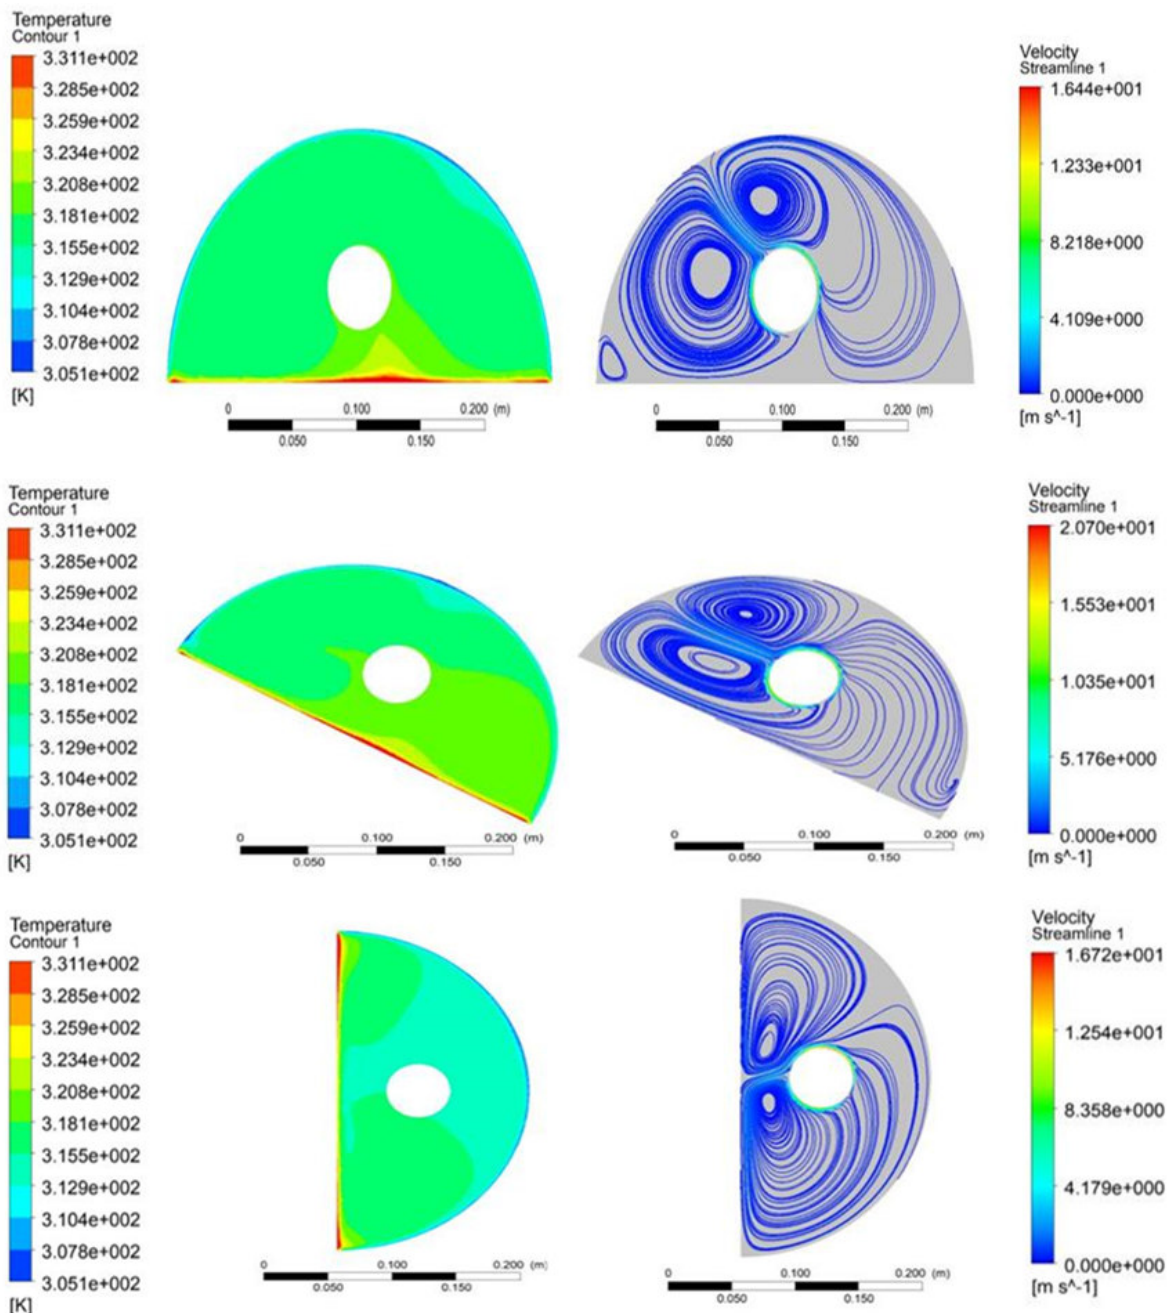 Temperature
Contour 1
3.311e+002
3.285e+002
3.259e+002
3.234e+002
3.208e+002
3.181e+002
3.155e+002
3.129e+002
3.104e+002
3.078e+002
3.051e+002
[K]
0 0.100 0.200 (m)
0.050 0.150
Velocity
Streamline 1
1.644e+001
1.233e+001
8.218e+000
4.109e+000
0.000e+000
[m s^-1]
0 0.100 0.200 (m)
0.050 0.150
Temperature
Contour 1
3.311e+002
3.285e+002
3.259e+002
3.234e+002
3.208e+002
3.181e+002
3.155e+002
3.129e+002
3.104e+002
3.078e+002
3.051e+002
[K]
0 0.100 0.200 (m)
0.050 0.150
Velocity
Streamline 1
2.070e+001
1.553e+001
1.035e+001
5.176e+000
0.000e+000
[m s^-1]
0 0.100 0.200 (m)
0.050 0.150
Temperature
Contour 1
3.311e+002
3.285e+002
3.259e+002
3.234e+002
3.208e+002
3.181e+002
3.155e+002
3.129e+002
3.104e+002
3.078e+002
3.051e+002
[K]
0 0.100 0.200 (m)
0.050 0.150
Velocity
Streamline 1
1.672e+001
1.254e+001
8.358e+000
4.179e+000
0.000e+000
[m s^-1]
0 0.100 0.200 (m)
0.050 0.150